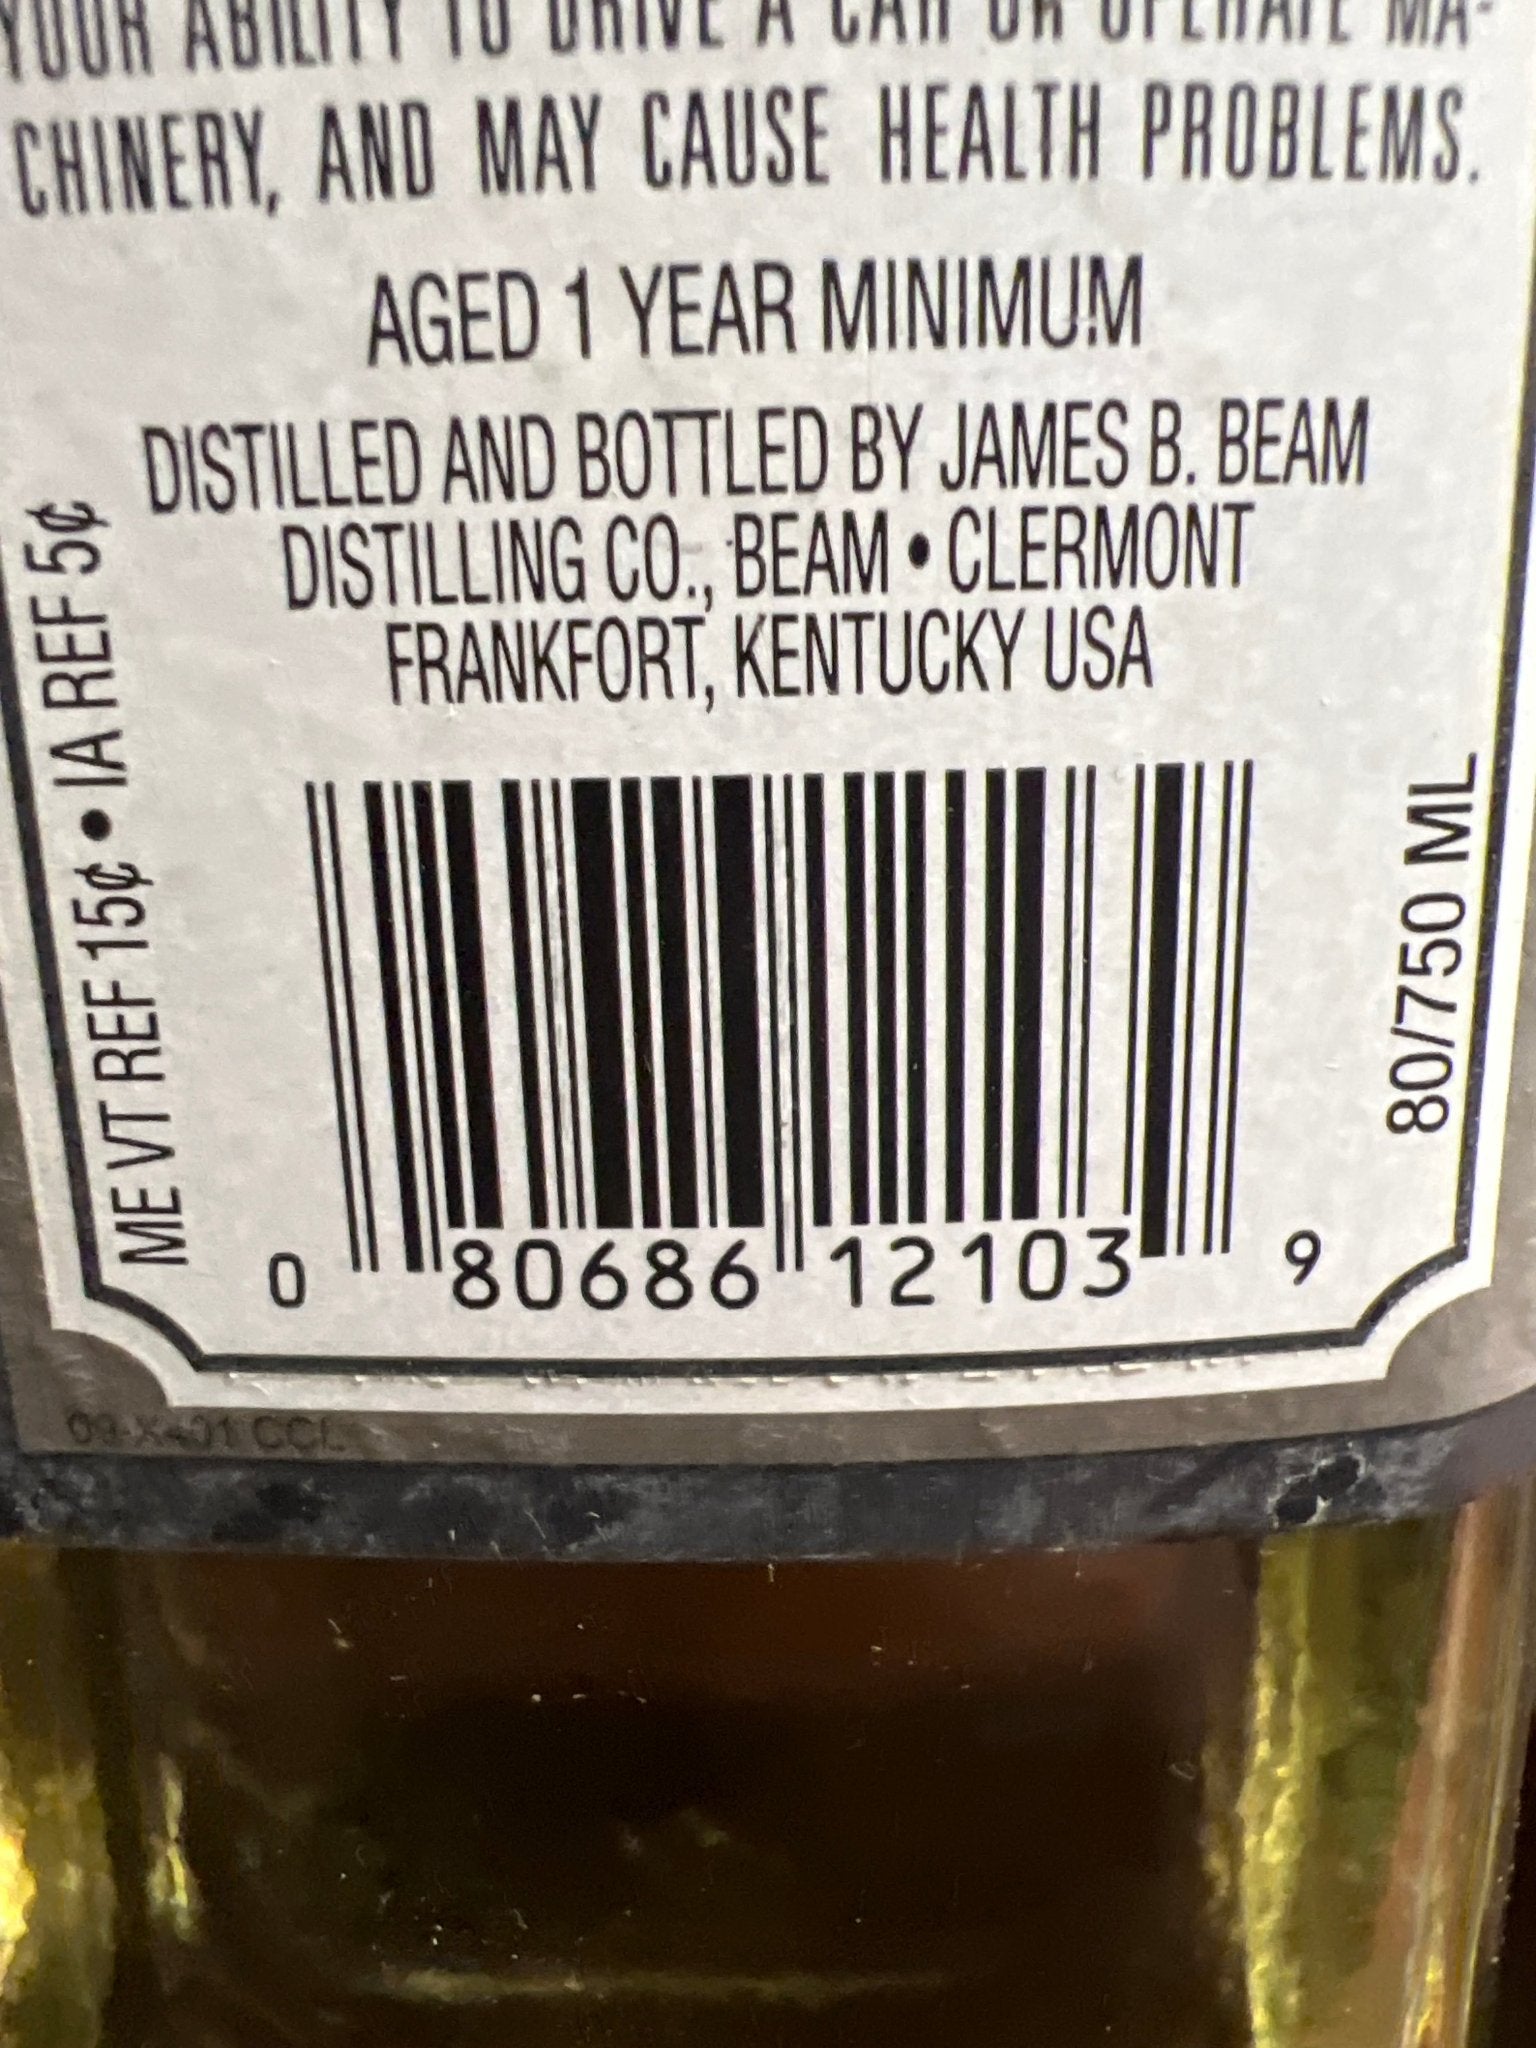 YOUR ABILITY TO DRIVE A CAR OR OPERATE MA-
CHINERY, AND MAY CAUSE HEALTH PROBLEMS.
AGED 1 YEAR MINIMUM
DISTILLED AND BOTTLED BY JAMES B. BEAM
DISTILLING CO., BEAM • CLERMONT
FRANKFORT, KENTUCKY USA
ME VT REF 15¢ • IA REF 5¢
80/750 ML
0 80686 12103 9
CCL